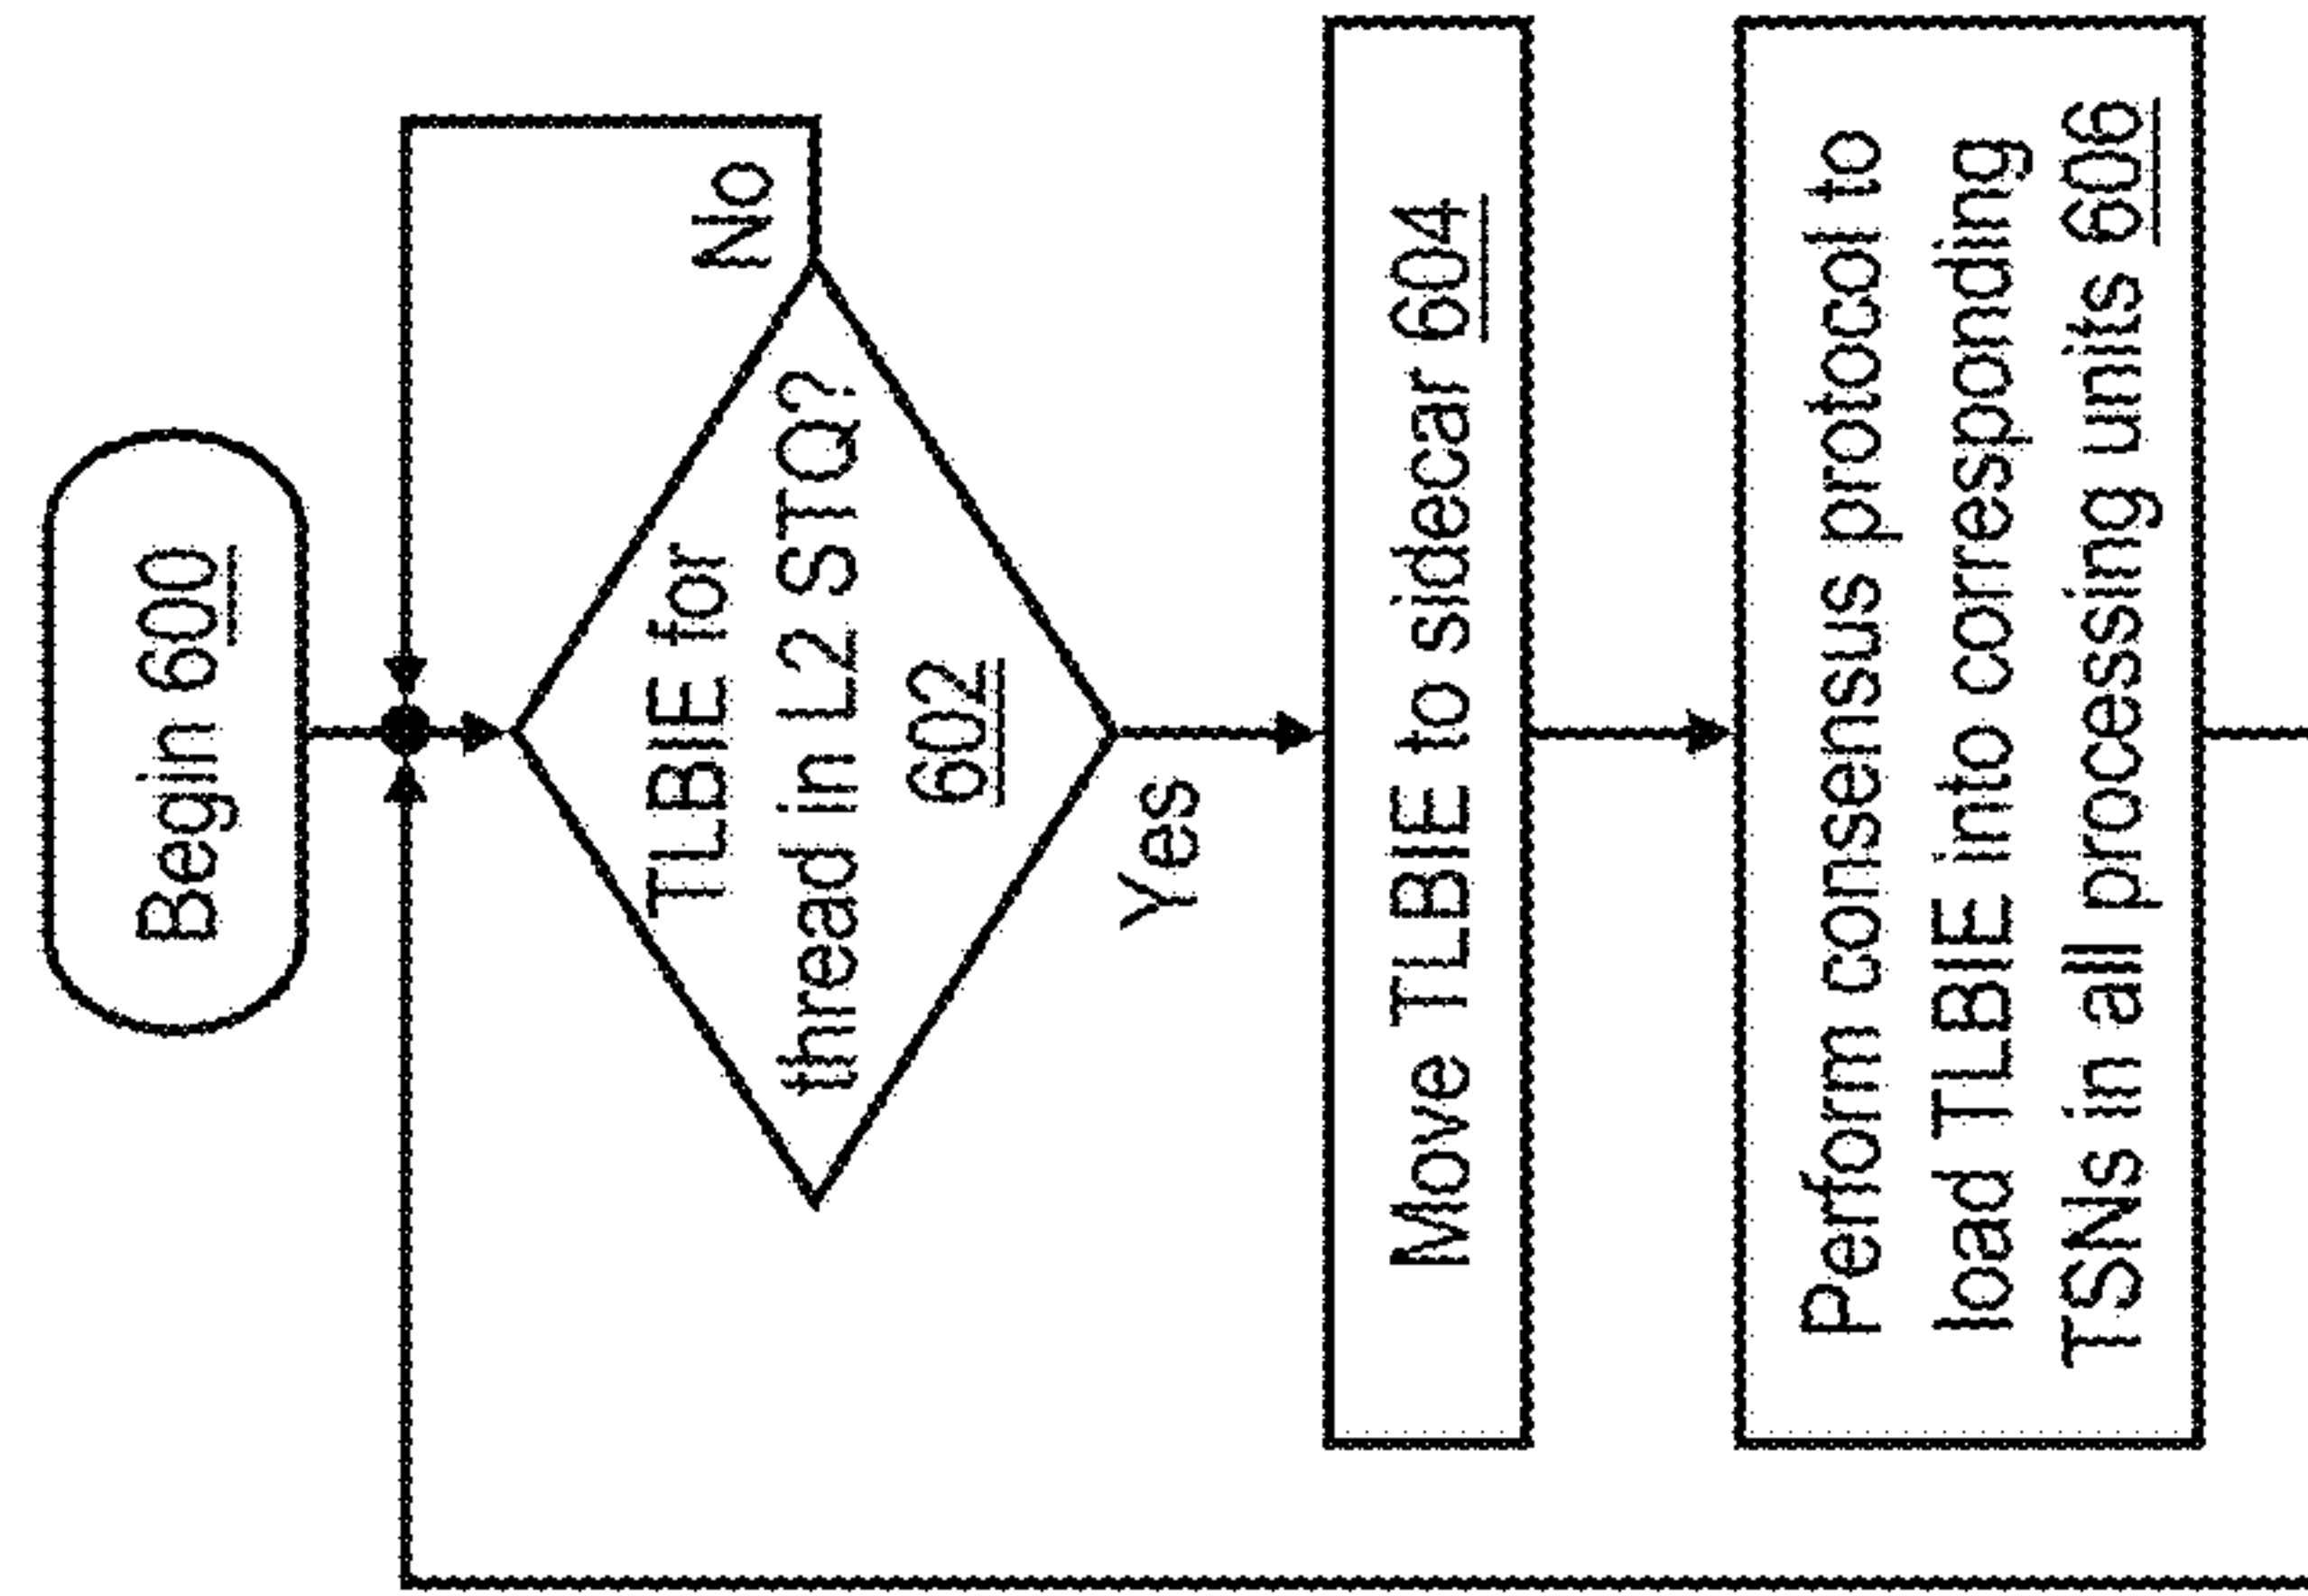 Begin 600
TLBIE for
thread in L2 STQ?
602
No
Yes
Move TLBIE to sidecar 604
Perform consensus protocol to
load TLBIE into corresponding
TSNs in all processing units 606